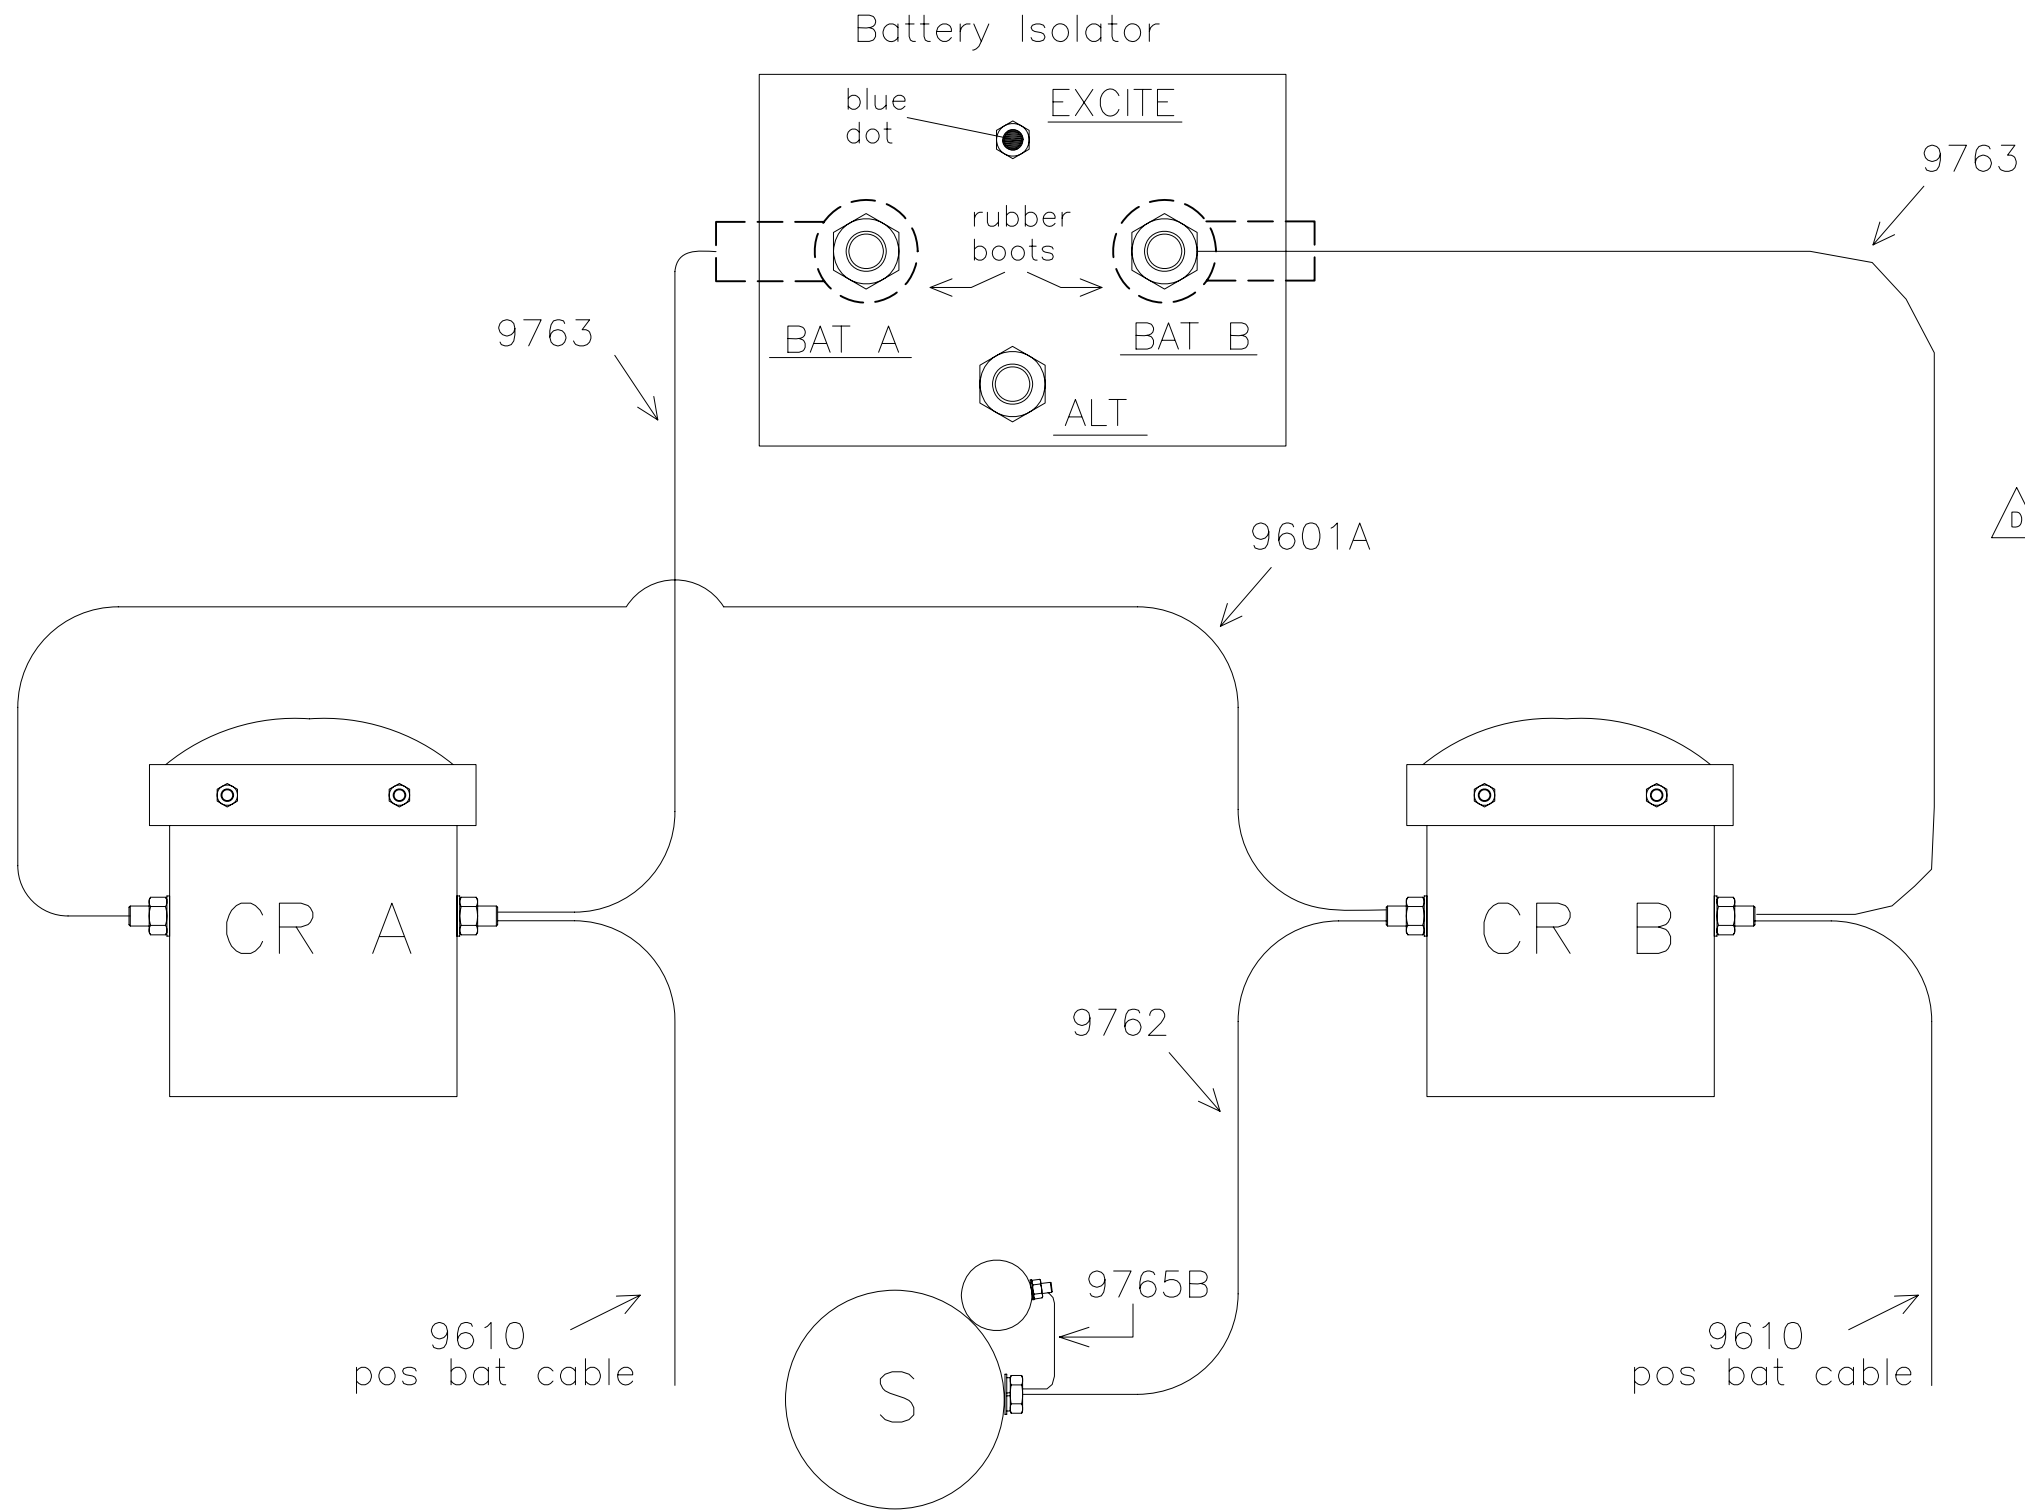 Battery Isolator
blue
dot
EXCITE
9763
rubber
boots
9763
BAT A
BAT B
ALT
D
9601A
CR A
CR B
9762
9765B
9610
pos bat cable
9610
pos bat cable
S